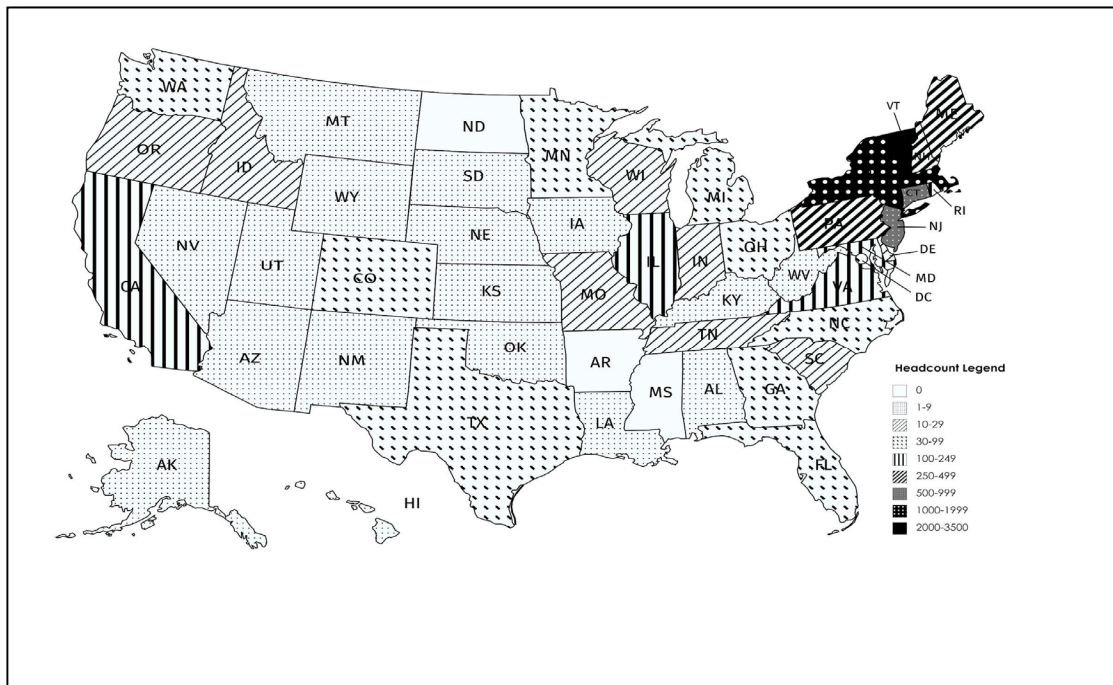 VT
WA
ME
MT
ND
OR
MN
ID
SD
WI
NH
WY
MI
CT
RI
IA
PA
NJ
NE
NV
OH
DE
IL
IN
UT
WV
MD
CO
CA
VA
DC
KS
MO
KY
NC
TN
OK
AZ
NM
AR
SC
MS
AL
GA
TX
LA
AK
FL
HI
Headcount Legend
0
1-9
10-29
30-99
100-249
250-499
500-999
1000-1999
2000-3500